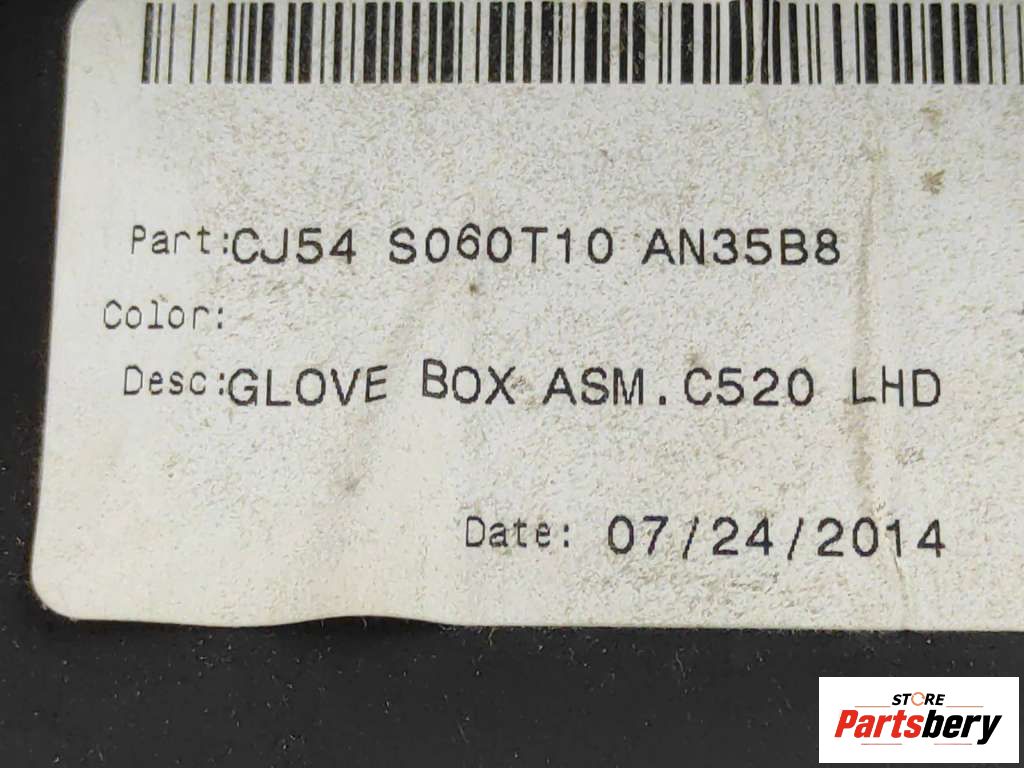 Part:CJ54 S060T10 AN35B8
Color:
Desc:GLOVE BOX ASM.C520 LHD
Date: 07/24/2014
STORE
Partsbery